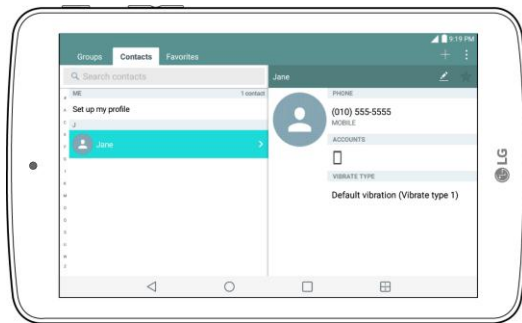 9:19 PM
Groups Contacts Favorites
Search contacts
Jane
ME 1 contact
Set up my profile
J
Jane
PHONE
(010) 555-5555
MOBILE
ACCOUNTS
VIBRATE TYPE
Default vibration (Vibrate type 1)
LG